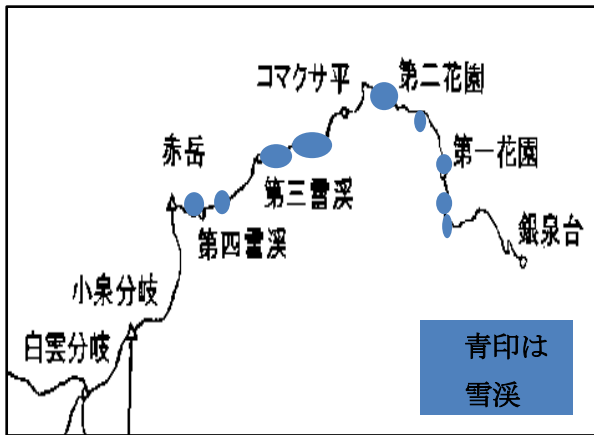 コマクサ平
第二花園
赤岳
第一花園
第三雪渓
第四雪渓
銀泉台
小泉分岐
白雲分岐
青印は
雪渓